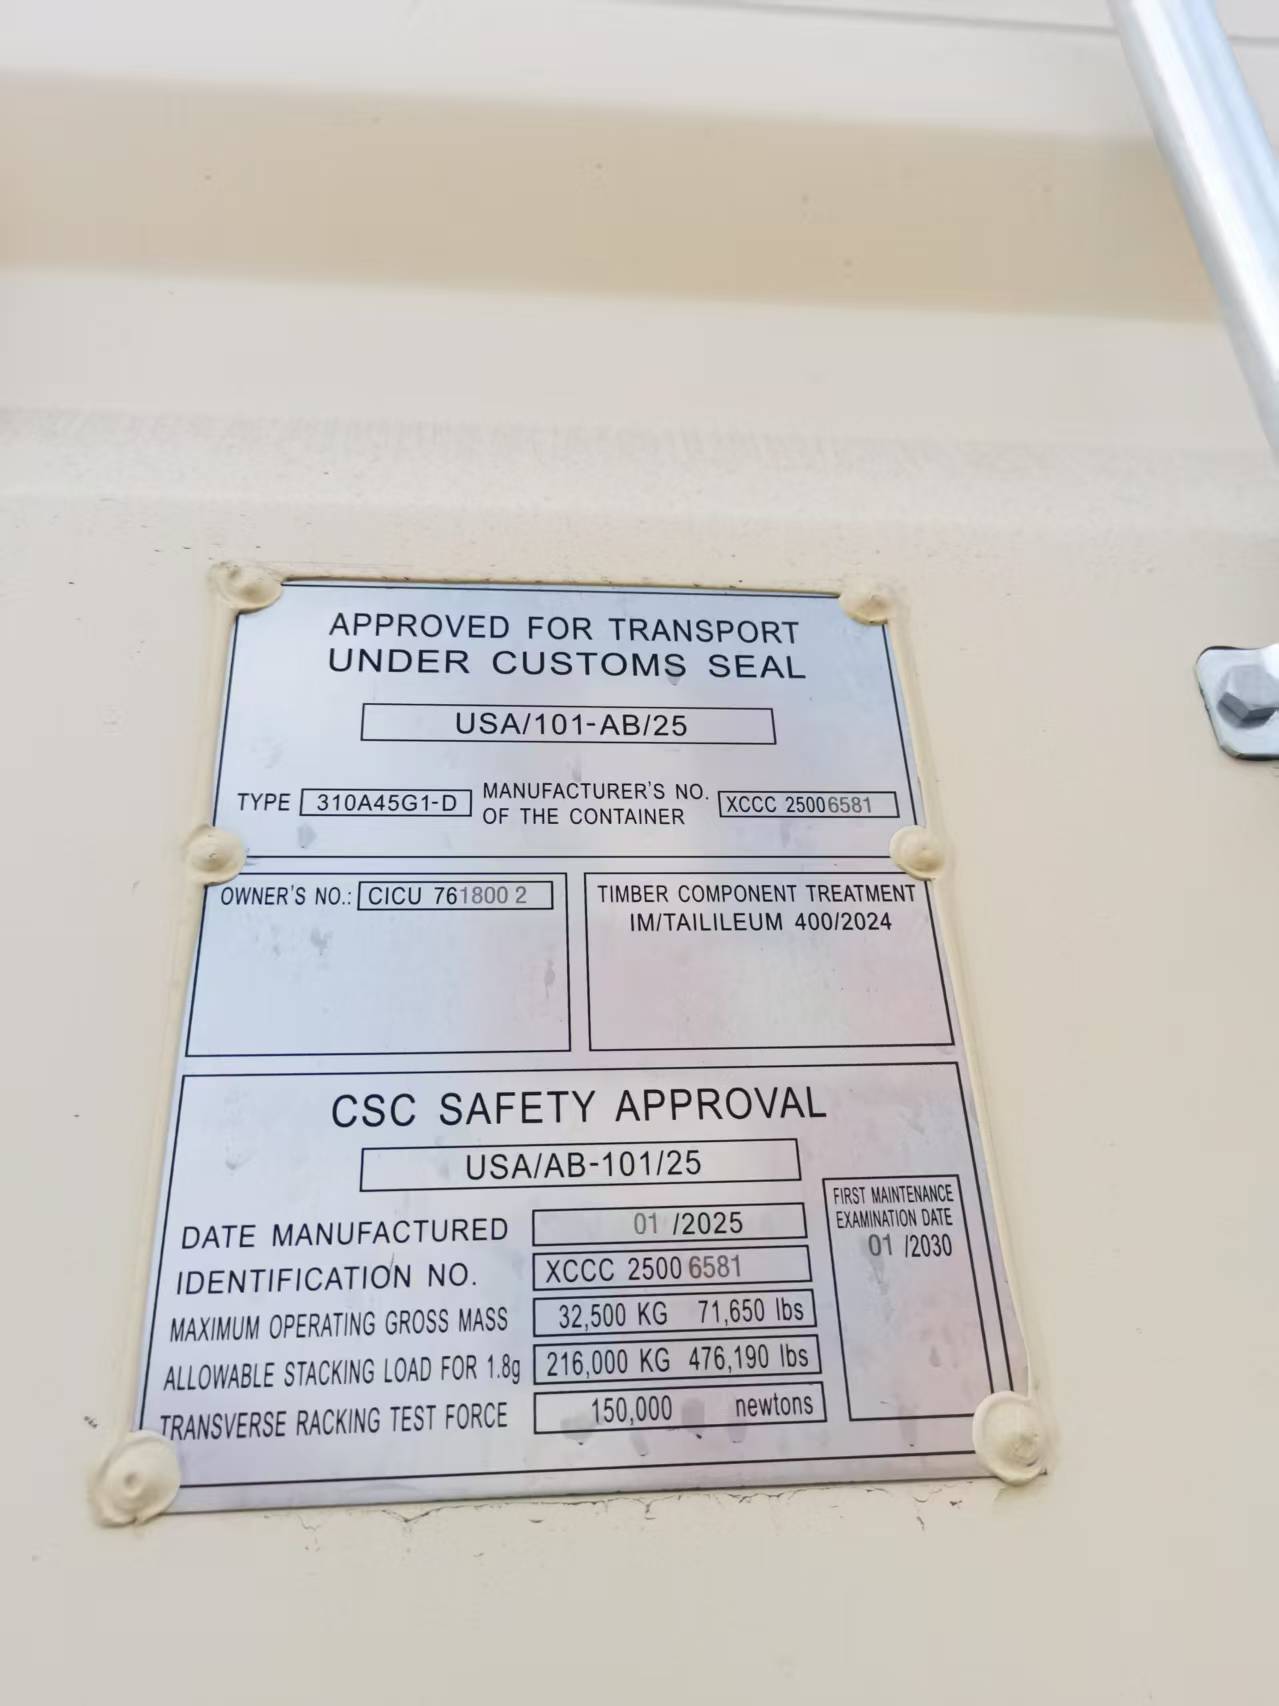 APPROVED FOR TRANSPORT
UNDER CUSTOMS SEAL
USA/101-AB/25
TYPE 310A45G1-D MANUFACTURER'S NO. OF THE CONTAINER XCCC 25006581
OWNER'S NO.: CICU 761800 2
TIMBER COMPONENT TREATMENT
IM/TAILILEUM 400/2024
CSC SAFETY APPROVAL
USA/AB-101/25
DATE MANUFACTURED 01 /2025
IDENTIFICATION NO. XCCC 2500 6581
MAXIMUM OPERATING GROSS MASS 32,500 KG 71,650 lbs
ALLOWABLE STACKING LOAD FOR 1.8g 216,000 KG 476,190 lbs
TRANSVERSE RACKING TEST FORCE 150,000 newtons
FIRST MAINTENANCE
EXAMINATION DATE
01 /2030